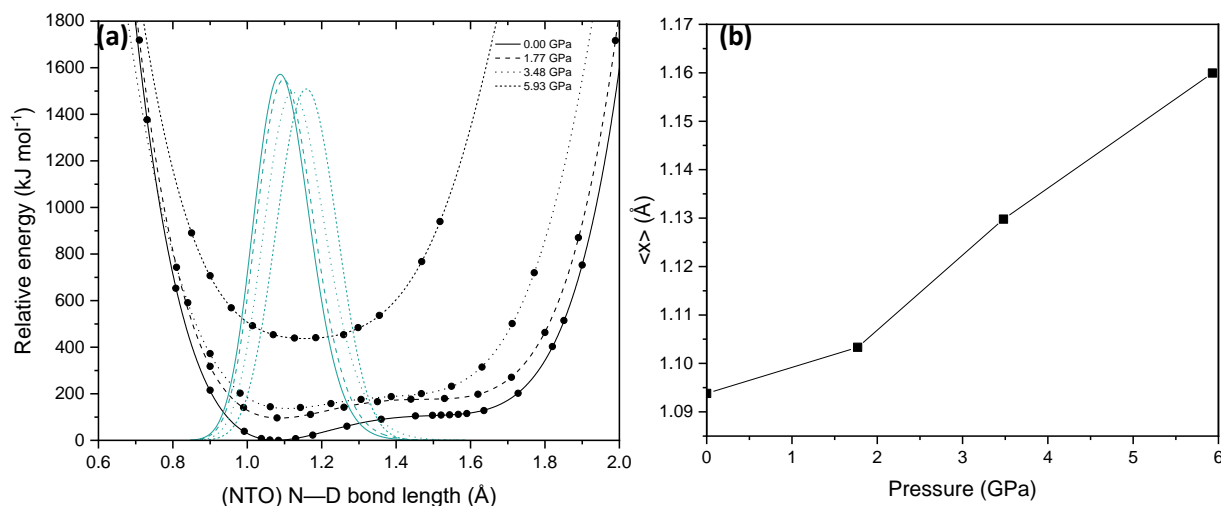 (a)
1800
1600
1400
1200
1000
800
600
400
200
0
Relative energy (kJ mol-1)
0.00 GPa
1.77 GPa
3.48 GPa
5.93 GPa
0.6 0.8 1.0 1.2 1.4 1.6 1.8 2.0
(NTO) N—D bond length (Å)
(b)
1.17
1.16
1.15
1.14
1.13
1.12
1.11
1.10
1.09
<x> (Å)
0 1 2 3 4 5 6
Pressure (GPa)